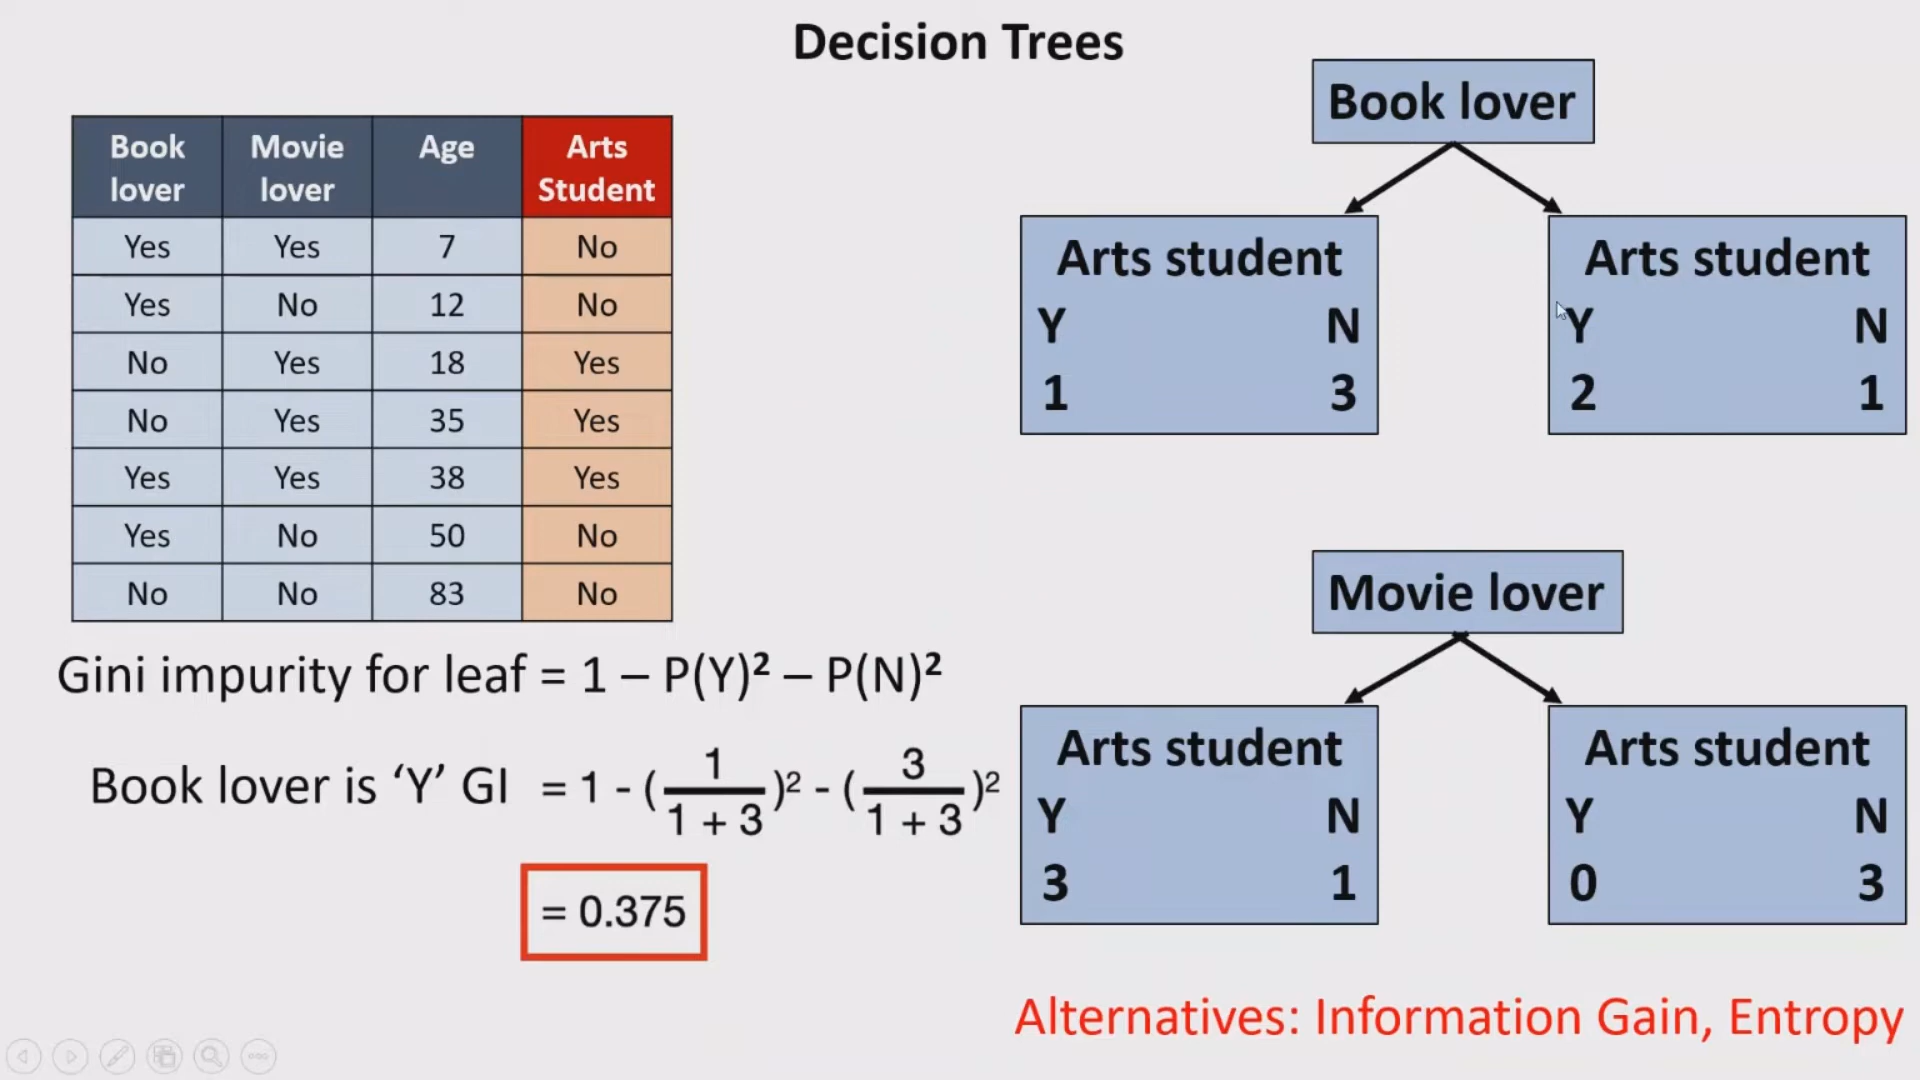 Decision Trees
Book lover Movie lover Age Arts Student
Yes Yes 7 No
Yes No 12 No
No Yes 18 Yes
No Yes 35 Yes
Yes Yes 38 Yes
Yes No 50 No
No No 83 No
Gini impurity for leaf = 1 – P(Y)² – P(N)²
Book lover is ‘Y’ GI = 1 - (1/(1 + 3))² - (3/(1 + 3))²
= 0.375
Book lover
Arts student
Y N
1 3
Arts student
Y N
2 1
Movie lover
Arts student
Y N
3 1
Arts student
Y N
0 3
Alternatives: Information Gain, Entropy